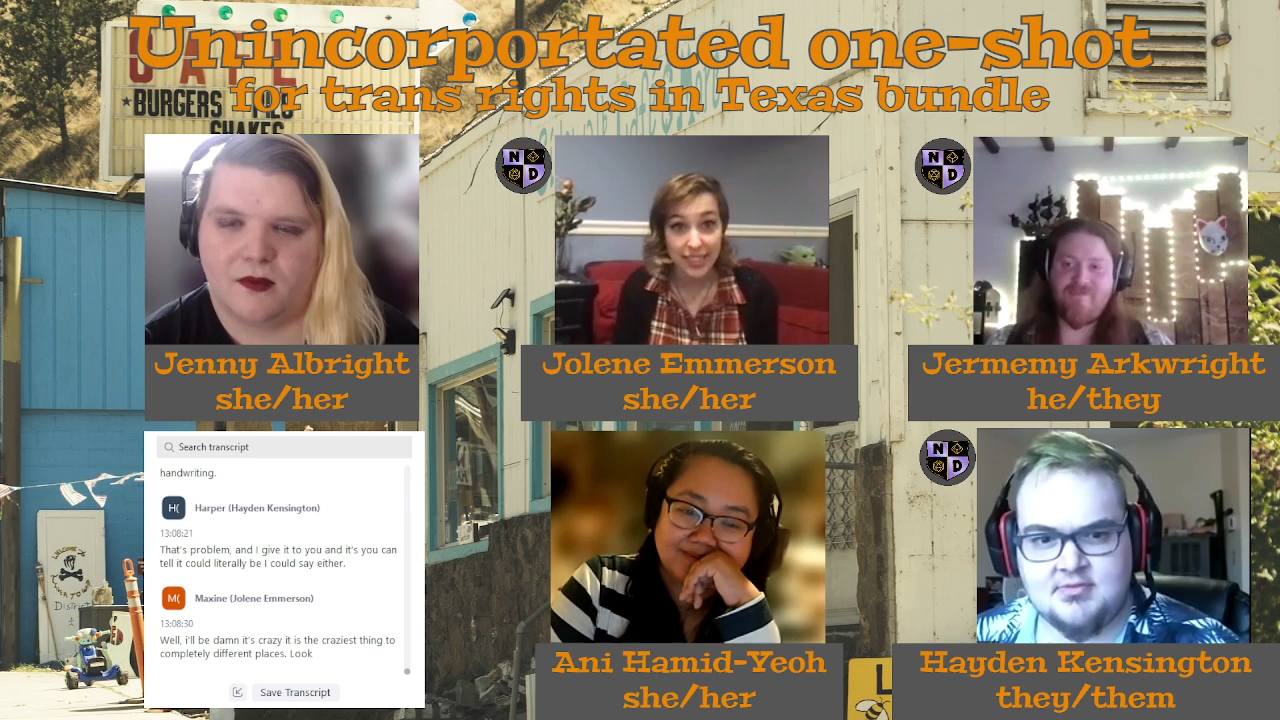 Unincorportated one-shot
for trans rights in Texas bundle
CAFE
★BURGERS PIES
SHAKES
N
D
N
D
Jenny Albright
she/her
Jolene Emmerson
she/her
Jermemy Arkwright
he/they
Search transcript
handwriting.
H(
Harper (Hayden Kensington)
13:08:21
That's problem, and I give it to you and it's you can
tell it could literally be I could say either.
M(
Maxine (Jolene Emmerson)
13:08:30
Well, i'll be damn it's crazy it is the craziest thing to
completely different places. Look
Save Transcript
N
D
WELCOME
Ani Hamid-Yeoh
she/her
Hayden Kensington
they/them
L